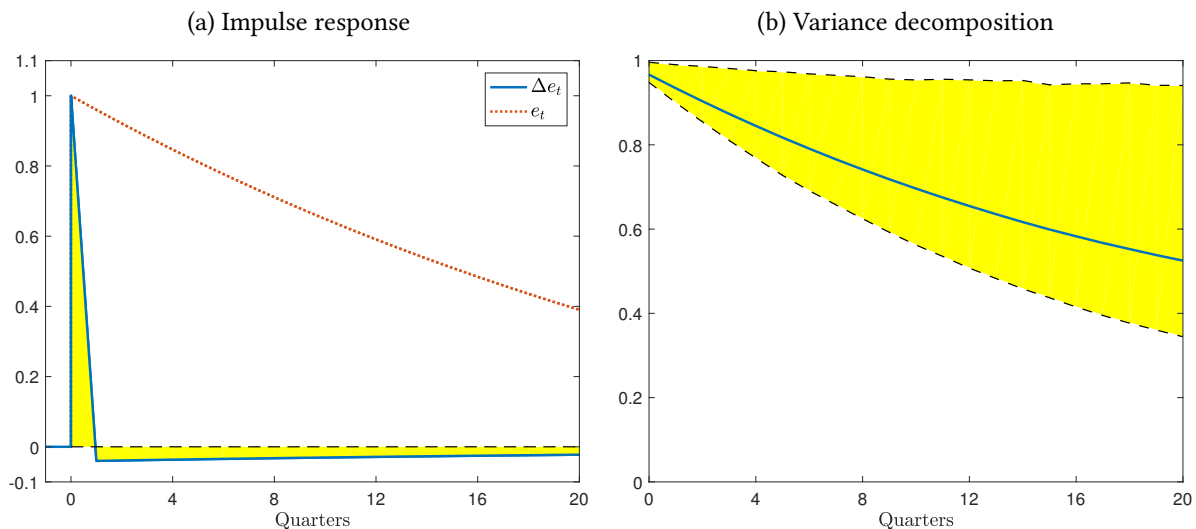 (a) Impulse response
1.1
1
0.8
0.6
0.4
0.2
0
-0.1
0 4 8 12 16 20
Quarters
Δe_t
e_t
(b) Variance decomposition
1
0.8
0.6
0.4
0.2
0
0 4 8 12 16 20
Quarters